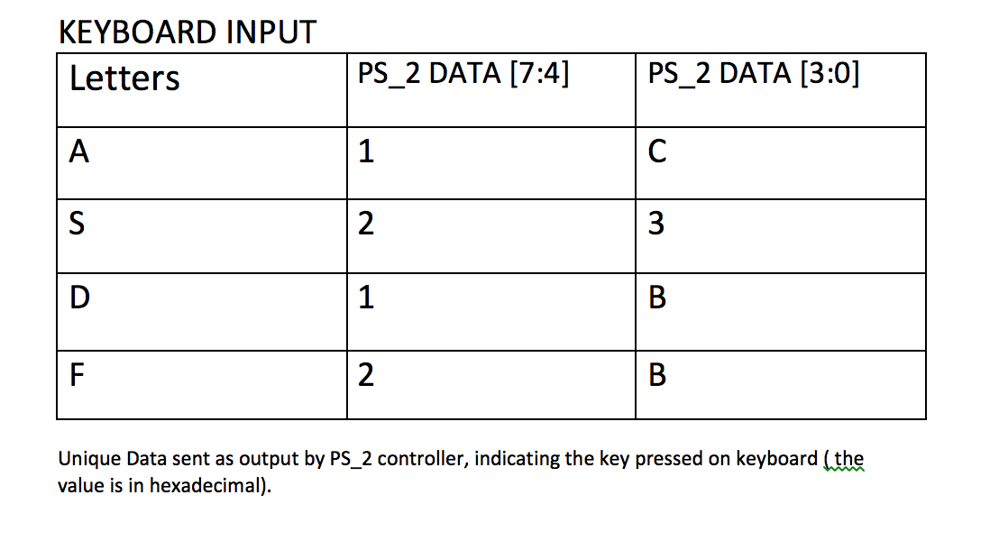 KEYBOARD INPUT
Letters PS_2 DATA [7:4] PS_2 DATA [3:0]
A 1 C
S 2 3
D 1 B
F 2 B
Unique Data sent as output by PS_2 controller, indicating the key pressed on keyboard ( the
value is in hexadecimal).